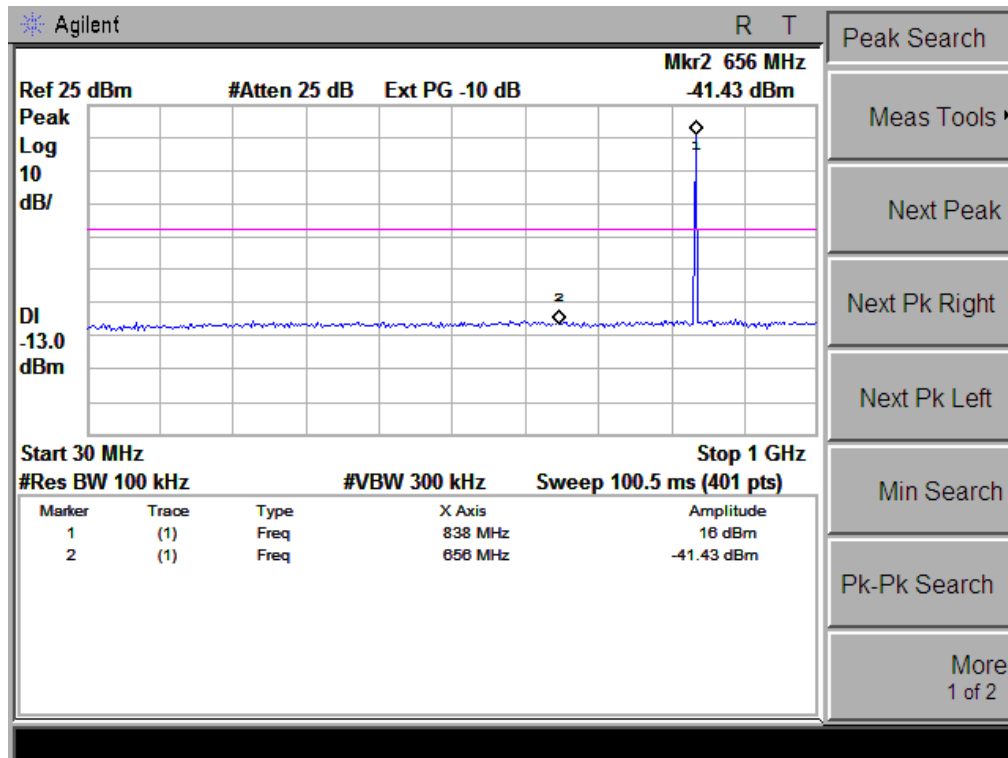 Agilent R T
Peak Search
Mkr2 656 MHz
Ref 25 dBm #Atten 25 dB Ext PG -10 dB -41.43 dBm
Peak
Log
10
dB/
1
2
DI
-13.0
dBm
Start 30 MHz Stop 1 GHz
#Res BW 100 kHz #VBW 300 kHz Sweep 100.5 ms (401 pts)
Marker Trace Type X Axis Amplitude
1 (1) Freq 838 MHz 16 dBm
2 (1) Freq 656 MHz -41.43 dBm
Meas Tools
Next Peak
Next Pk Right
Next Pk Left
Min Search
Pk-Pk Search
More
1 of 2